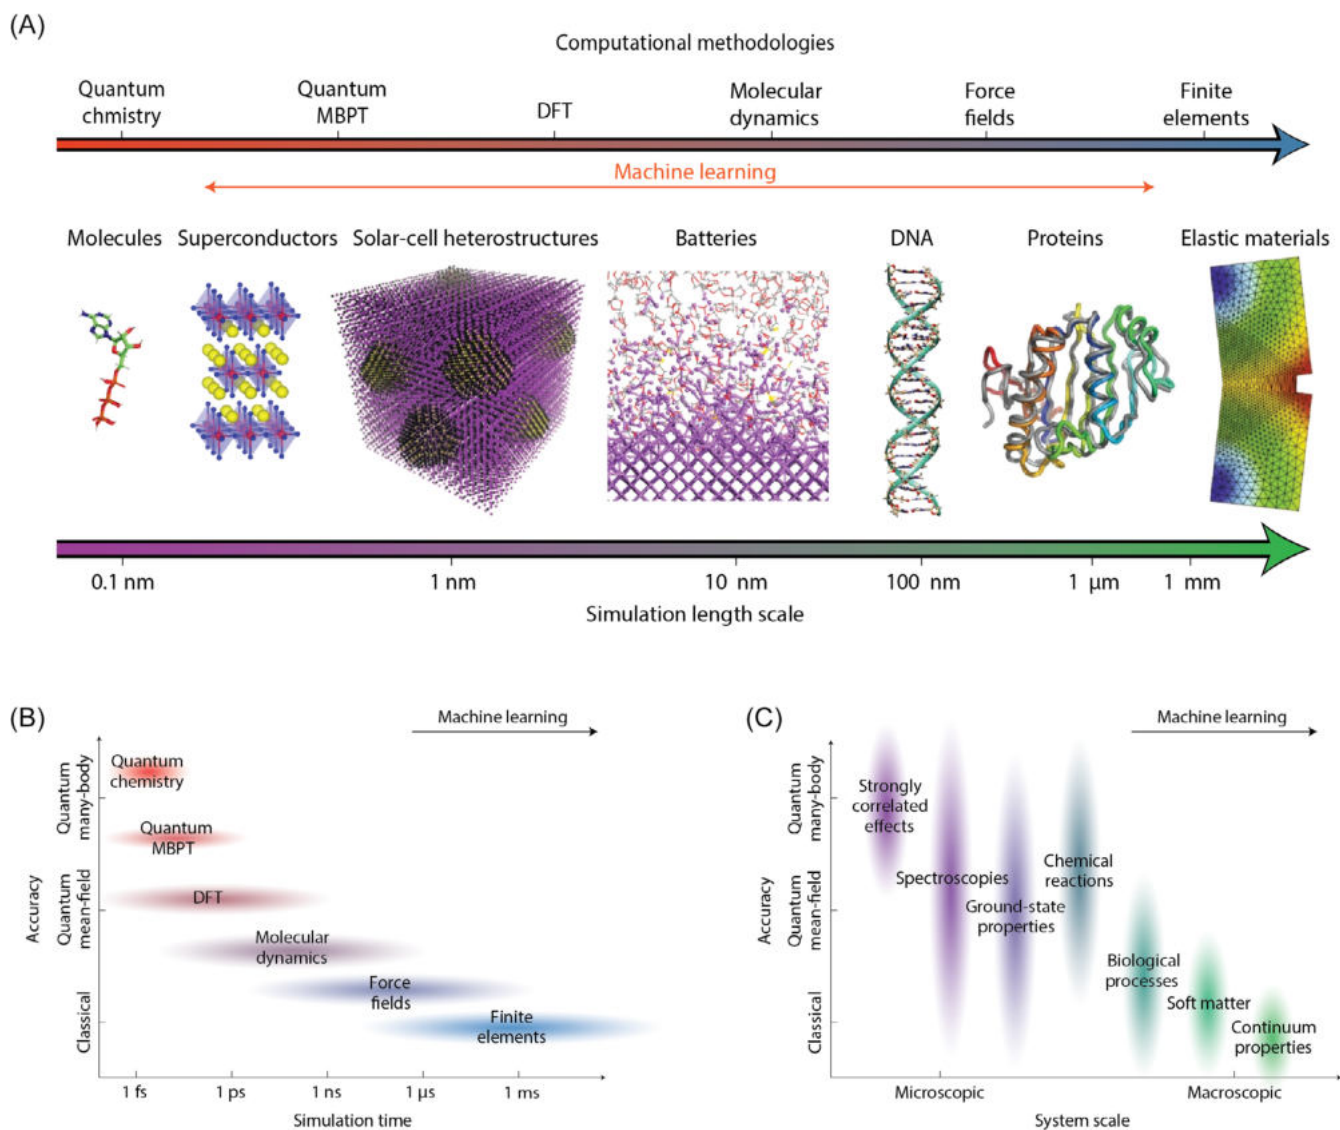 (A)
Computational methodologies
Quantum
chmistry
Quantum
MBPT
DFT
Molecular
dynamics
Force
fields
Finite
elements
Machine learning
Molecules
Superconductors
Solar-cell heterostructures
Batteries
DNA
Proteins
Elastic materials
0.1 nm
1 nm
10 nm
100 nm
1 µm
1 mm
Simulation length scale
(B)
Machine learning
Accuracy
Quantum
many-body
Quantum
mean-field
Classical
Quantum
chemistry
Quantum
MBPT
DFT
Molecular
dynamics
Force
fields
Finite
elements
1 fs
1 ps
1 ns
1 µs
1 ms
Simulation time
(C)
Machine learning
Accuracy
Quantum
many-body
Quantum
mean-field
Classical
Strongly
correlated
effects
Spectroscopies
Ground-state
properties
Chemical
reactions
Biological
processes
Soft matter
Continuum
properties
Microscopic
Macroscopic
System scale